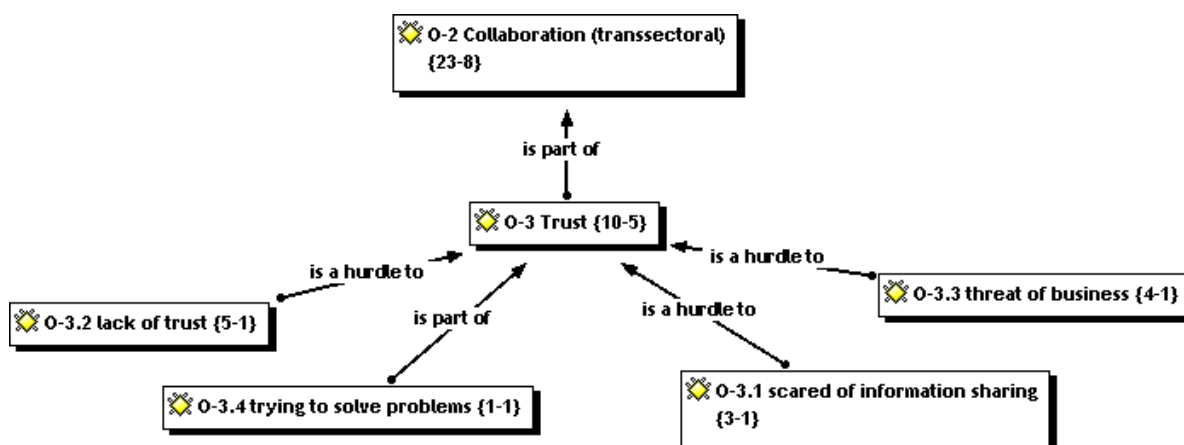 O-2 Collaboration (transsectoral)
{23-8}
is part of
O-3 Trust {10-5}
is a hurdle to
is a hurdle to
O-3.3 threat of business {4-1}
O-3.2 lack of trust {5-1}
is part of
is a hurdle to
O-3.4 trying to solve problems {1-1}
O-3.1 scared of information sharing
{3-1}